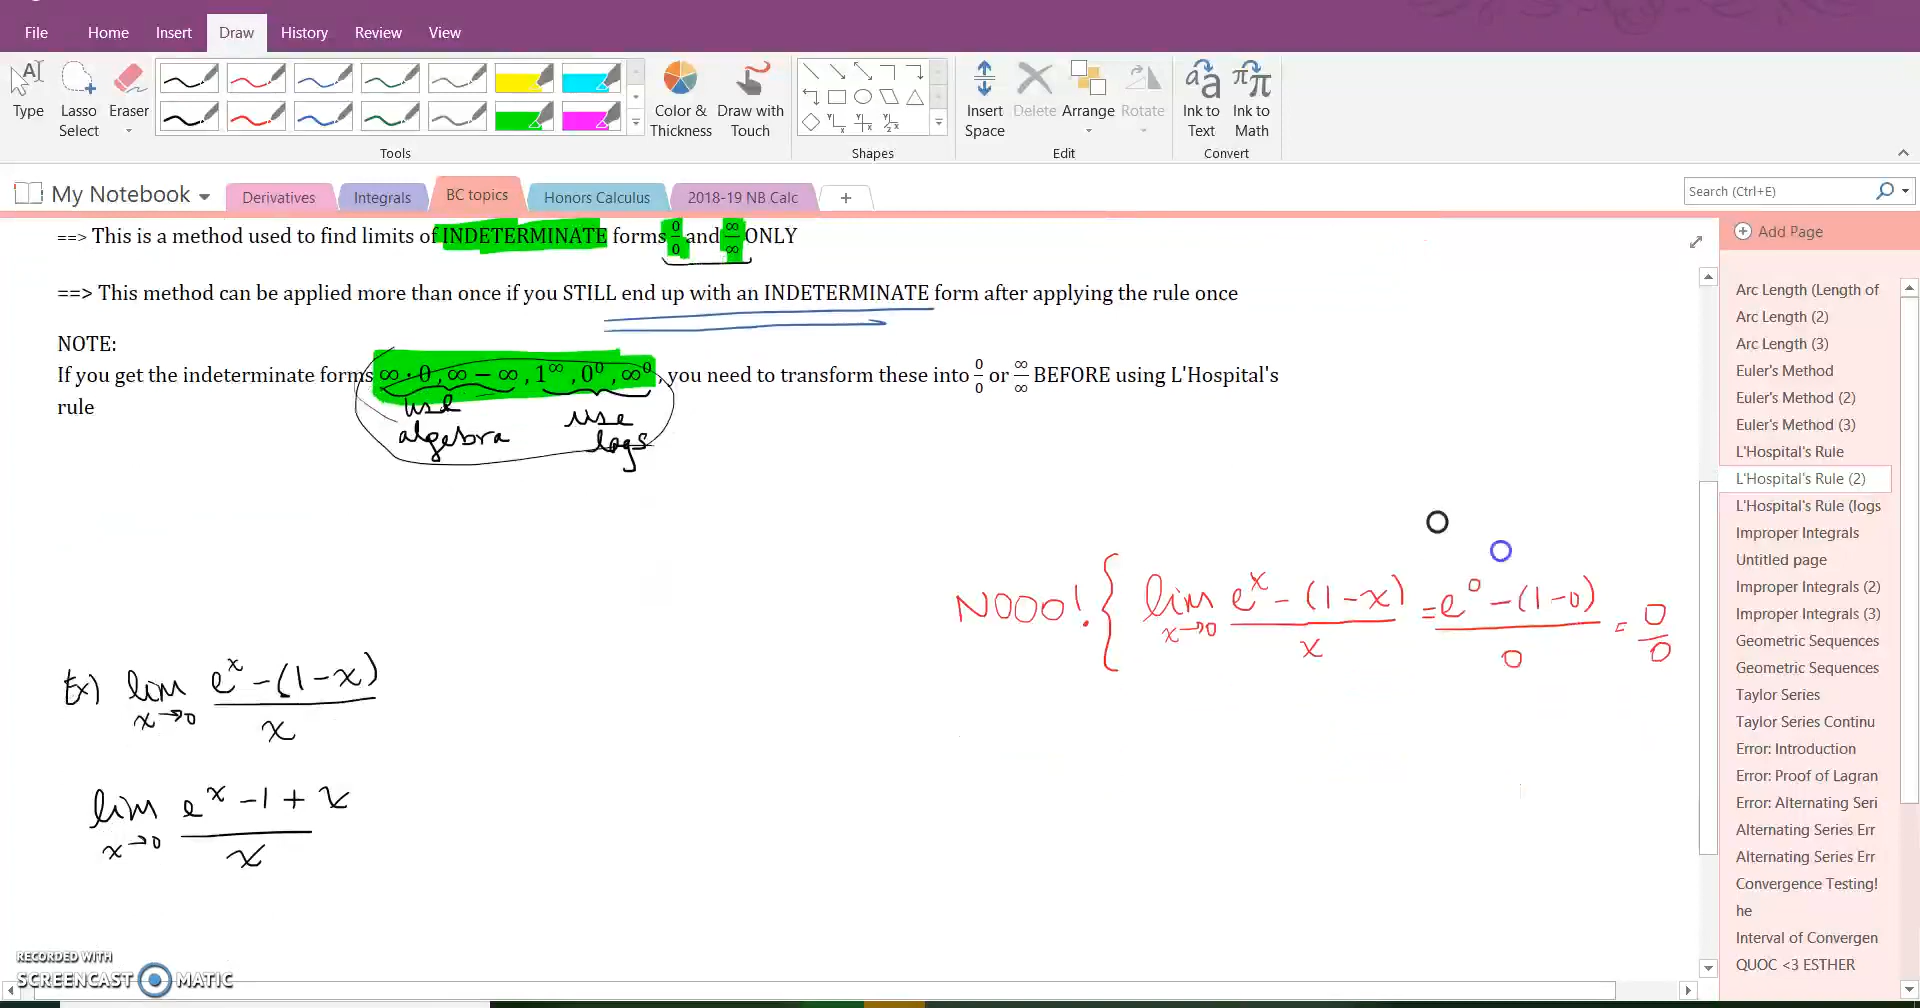 File Home Insert Draw History Review View
Type
Lasso Select
Eraser
Color & Thickness
Draw with Touch
Insert Space
Delete
Arrange
Rotate
Ink to Text
Ink to Math
Tools
Shapes
Edit
Convert
My Notebook
Derivatives Integrals BC topics Honors Calculus 2018-19 NB Calc +
Search (Ctrl+E)
==> This is a method used to find limits of INDETERMINATE forms 0/0 and ∞/∞ ONLY
==> This method can be applied more than once if you STILL end up with an INDETERMINATE form after applying the rule once
NOTE:
If you get the indeterminate forms ∞ · 0 , ∞ − ∞ , 1^∞ , 0^0 , ∞^0 , you need to transform these into 0/0 or ∞/∞ BEFORE using L'Hospital's
rule
use algebra
use logs
NOOO! { lim x→0 (e^x − (1−x))/x = (e^0 − (1−0))/0 = 0/0
Ex) lim x→0 (e^x − (1−x))/x
lim x→0 (e^x − 1 + x)/x
Add Page
Arc Length (Length of
Arc Length (2)
Arc Length (3)
Euler's Method
Euler's Method (2)
Euler's Method (3)
L'Hospital's Rule
L'Hospital's Rule (2)
L'Hospital's Rule (logs
Improper Integrals
Untitled page
Improper Integrals (2)
Improper Integrals (3)
Geometric Sequences
Geometric Sequences
Taylor Series
Taylor Series Continu
Error: Introduction
Error: Proof of Lagran
Error: Alternating Seri
Alternating Series Err
Alternating Series Err
Convergence Testing!
he
Interval of Convergen
QUOC <3 ESTHER
RECORDED WITH
SCREENCAST MATIC